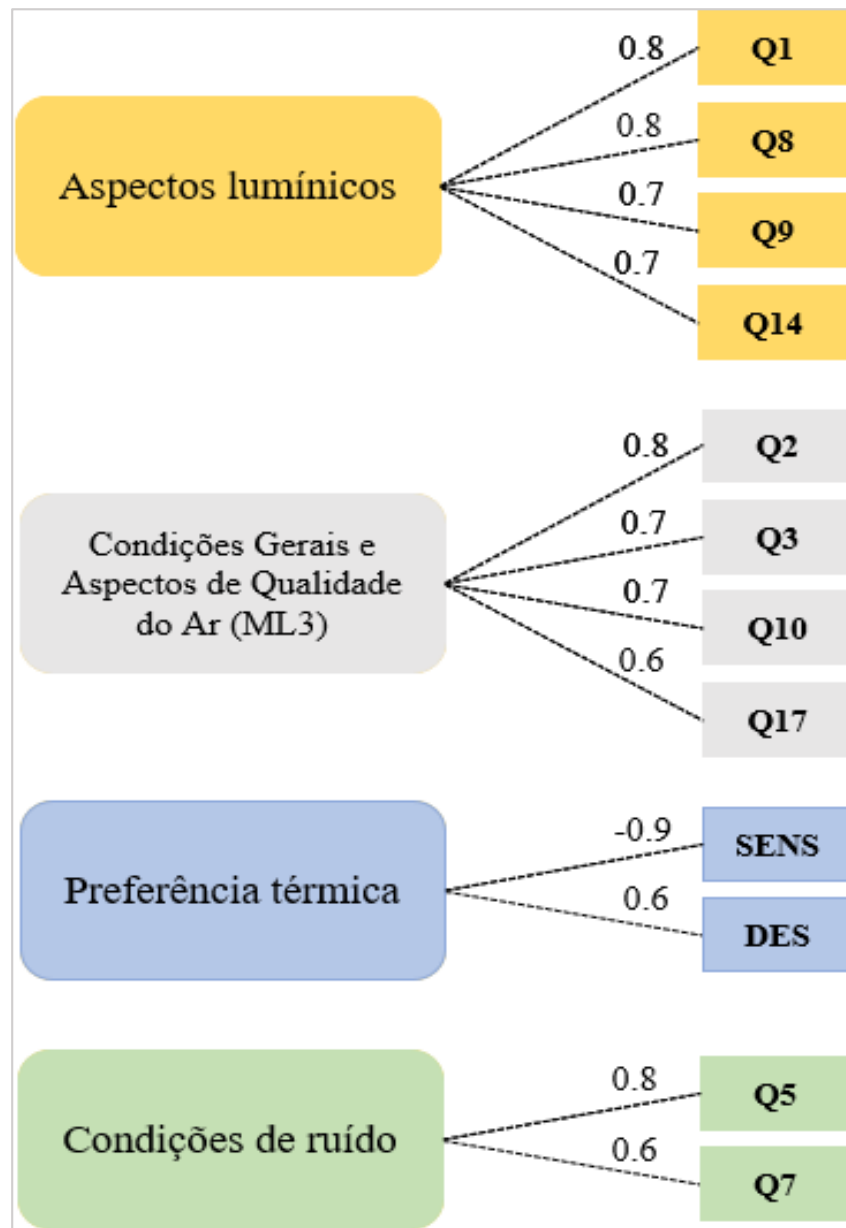 Aspectos lumínicos
0.8
Q1
0.8
Q8
0.7
Q9
0.7
Q14
Condições Gerais e
Aspectos de Qualidade
do Ar (ML3)
0.8
Q2
0.7
Q3
0.7
Q10
0.6
Q17
Preferência térmica
-0.9
SENS
0.6
DES
Condições de ruído
0.8
Q5
0.6
Q7